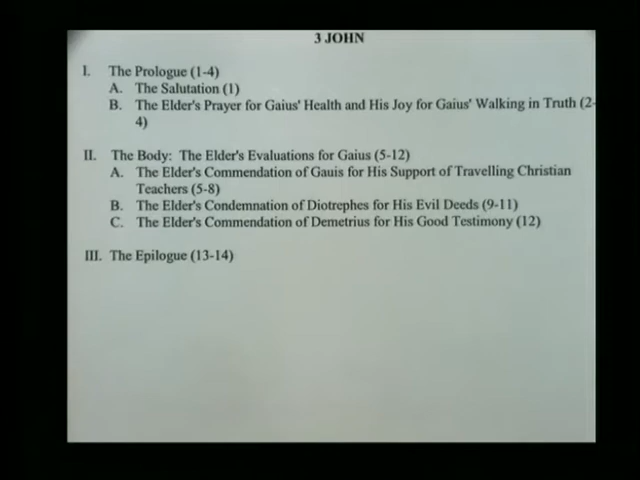 3 JOHN
I. The Prologue (1-4)
A. The Salutation (1)
B. The Elder's Prayer for Gaius' Health and His Joy for Gaius' Walking in Truth (2-
4)
II. The Body: The Elder's Evaluations for Gaius (5-12)
A. The Elder's Commendation of Gauis for His Support of Travelling Christian
Teachers (5-8)
B. The Elder's Condemnation of Diotrephes for His Evil Deeds (9-11)
C. The Elder's Commendation of Demetrius for His Good Testimony (12)
III. The Epilogue (13-14)